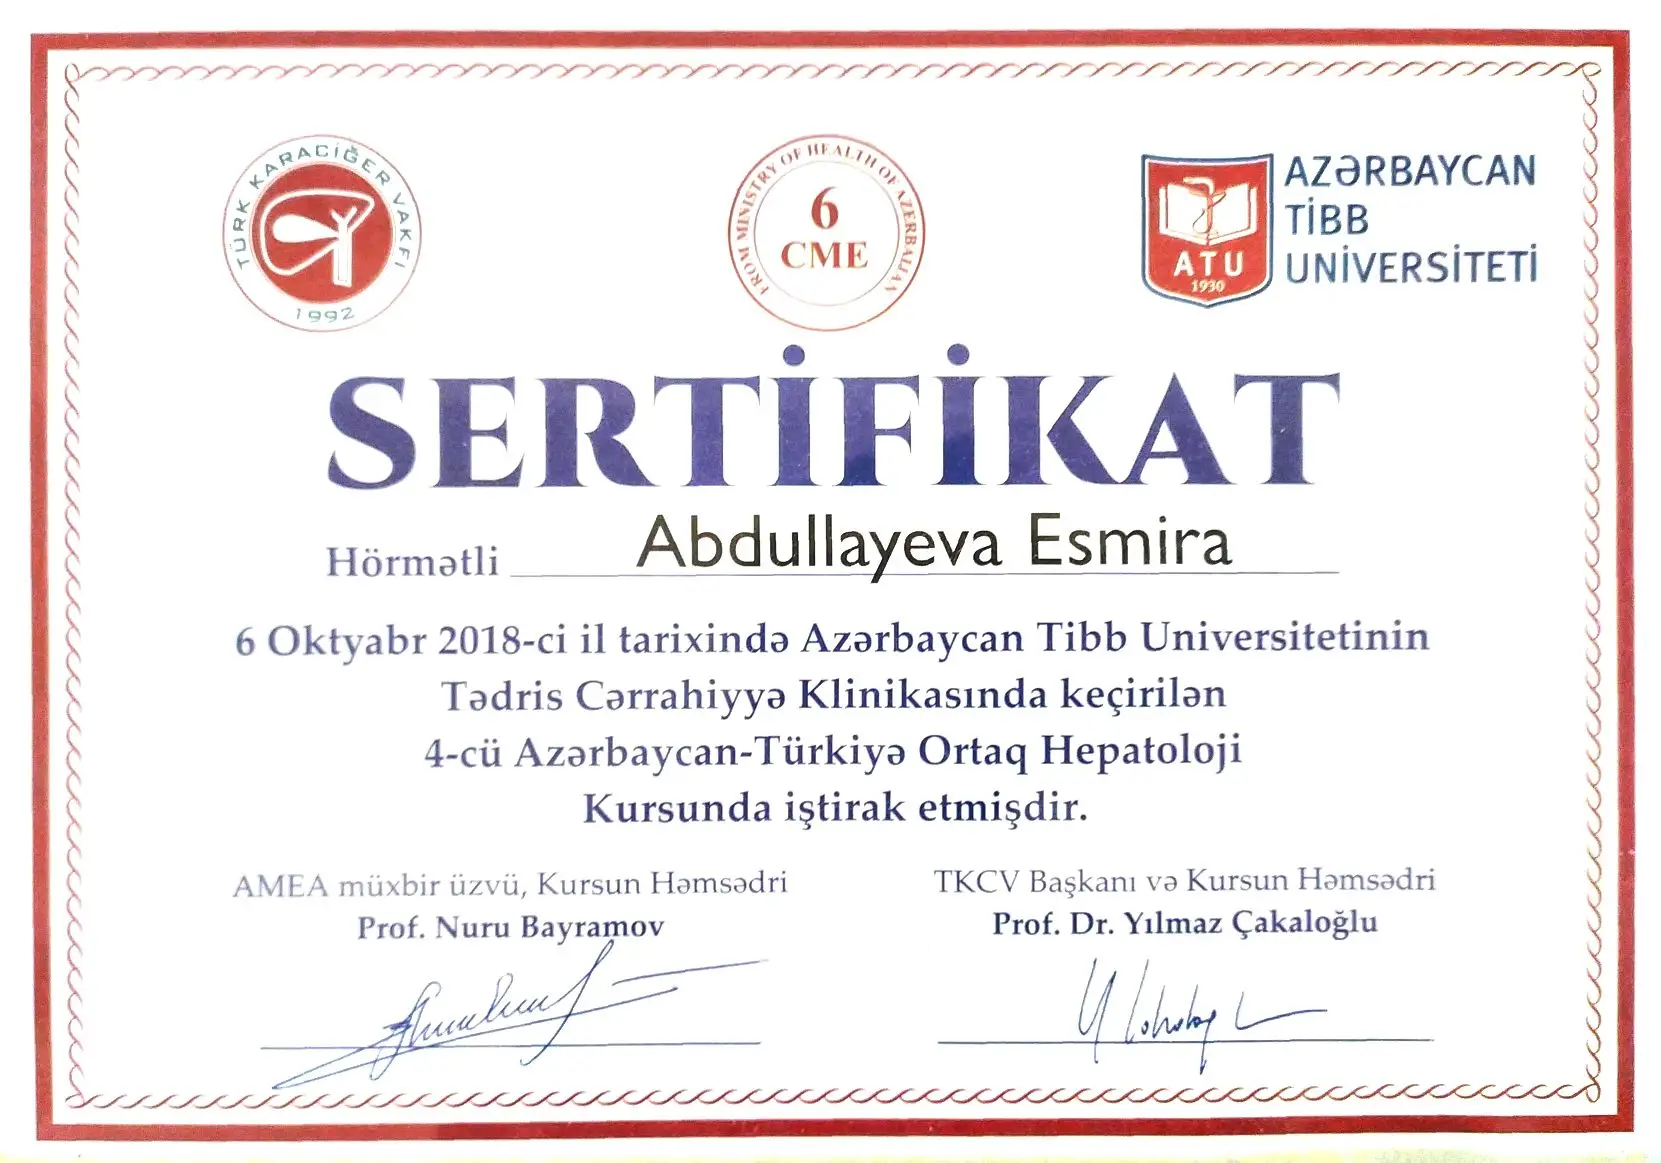 TÜRK KARACİĞER VAKFI
1992
FROM MINISTRY OF HEALTH OF AZERBAIJAN
6
CME
ATU
1930
AZƏRBAYCAN
TİBB
UNİVERSİTETİ
SERTİFİKAT
Hörmətli Abdullayeva Esmira
6 Oktyabr 2018-ci il tarixində Azərbaycan Tibb Universitetinin
Tədris Cərrahiyyə Klinikasında keçirilən
4-cü Azərbaycan-Türkiyə Ortaq Hepatoloji
Kursunda iştirak etmişdir.
AMEA müxbir üzvü, Kursun Həmsədri
Prof. Nuru Bayramov
TKCV Başkanı və Kursun Həmsədri
Prof. Dr. Yılmaz Çakaloğlu